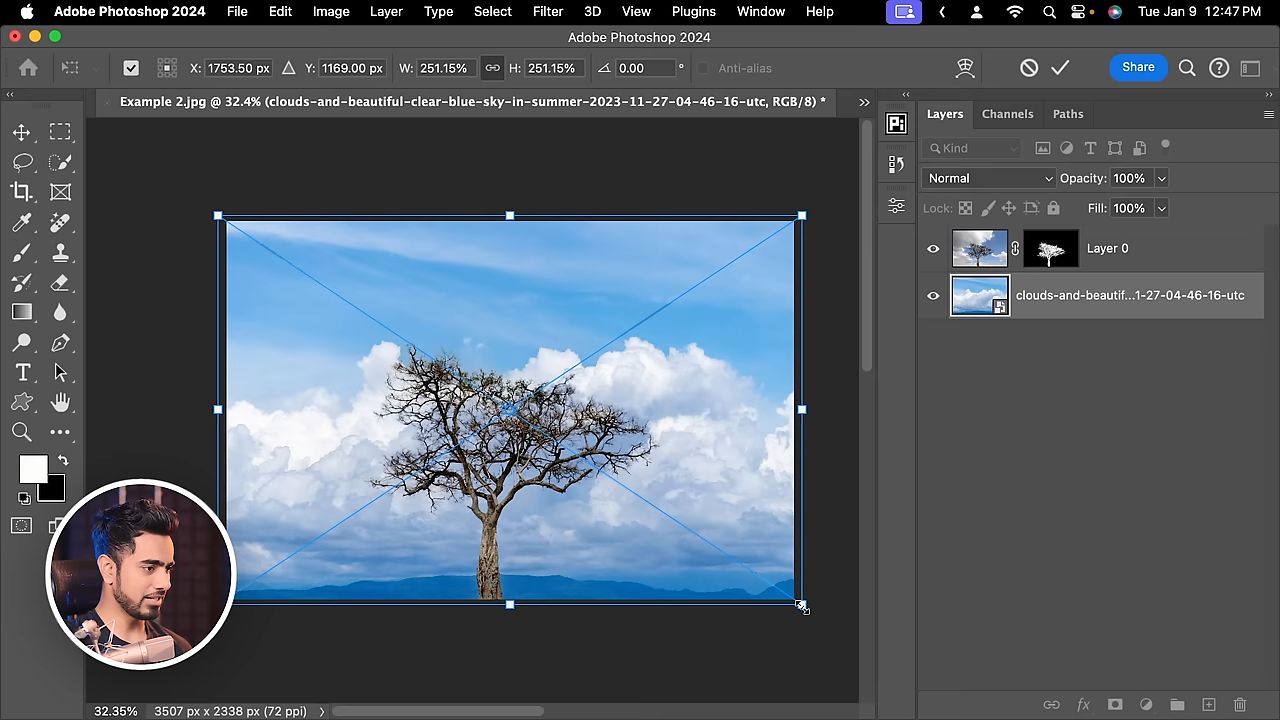 Adobe Photoshop 2024 File Edit Image Layer Type Select Filter 3D View Plugins Window Help Tue Jan 9 12:47 PM
Adobe Photoshop 2024
X: 1753.50 px Y: 1169.00 px W: 251.15% H: 251.15% 0.00 ° Anti-alias Share
Example 2.jpg @ 32.4% (clouds-and-beautiful-clear-blue-sky-in-summer-2023-11-27-04-46-16-utc, RGB/8) *
Layers Channels Paths
Kind
Normal Opacity: 100%
Lock: Fill: 100%
Layer 0
clouds-and-beautif...1-27-04-46-16-utc
32.35% 3507 px x 2338 px (72 ppi)